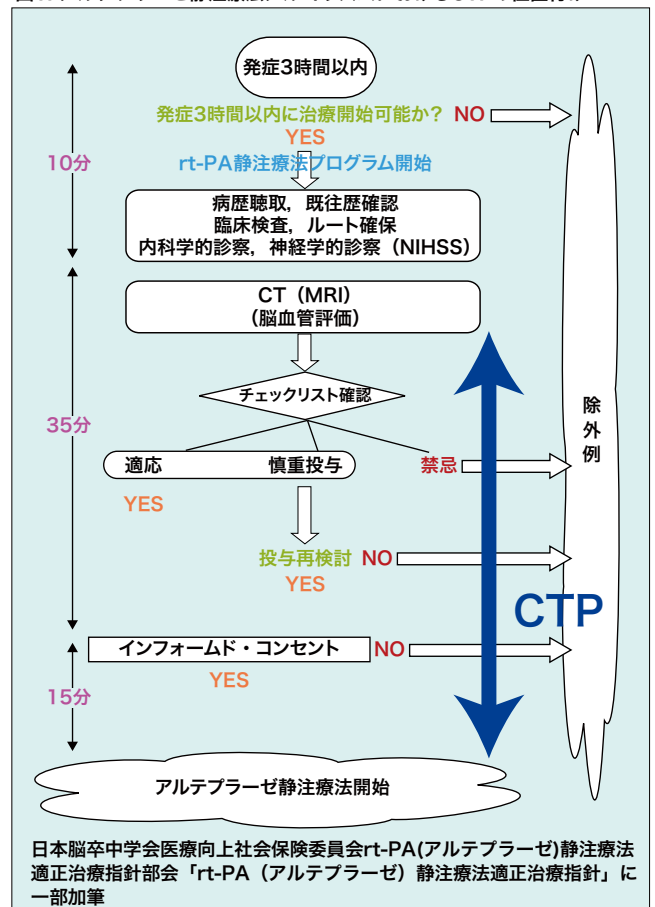 発症3時間以内
発症3時間以内に治療開始可能か? NO
YES
10分
rt-PA静注療法プログラム開始
病歴聴取，既往歴確認
臨床検査，ルート確保
内科学的診察，神経学的診察（NIHSS）
CT（MRI）
（脳血管評価）
チェックリスト確認
除外例
35分
適応 慎重投与 禁忌
YES
投与再検討 NO
YES
CTP
インフォームド・コンセント NO
YES
15分
アルテプラーゼ静注療法開始
日本脳卒中学会医療向上社会保険委員会rt-PA(アルテプラーゼ)静注療法
適正治療指針部会「rt-PA（アルテプラーゼ）静注療法適正治療指針」に
一部加筆